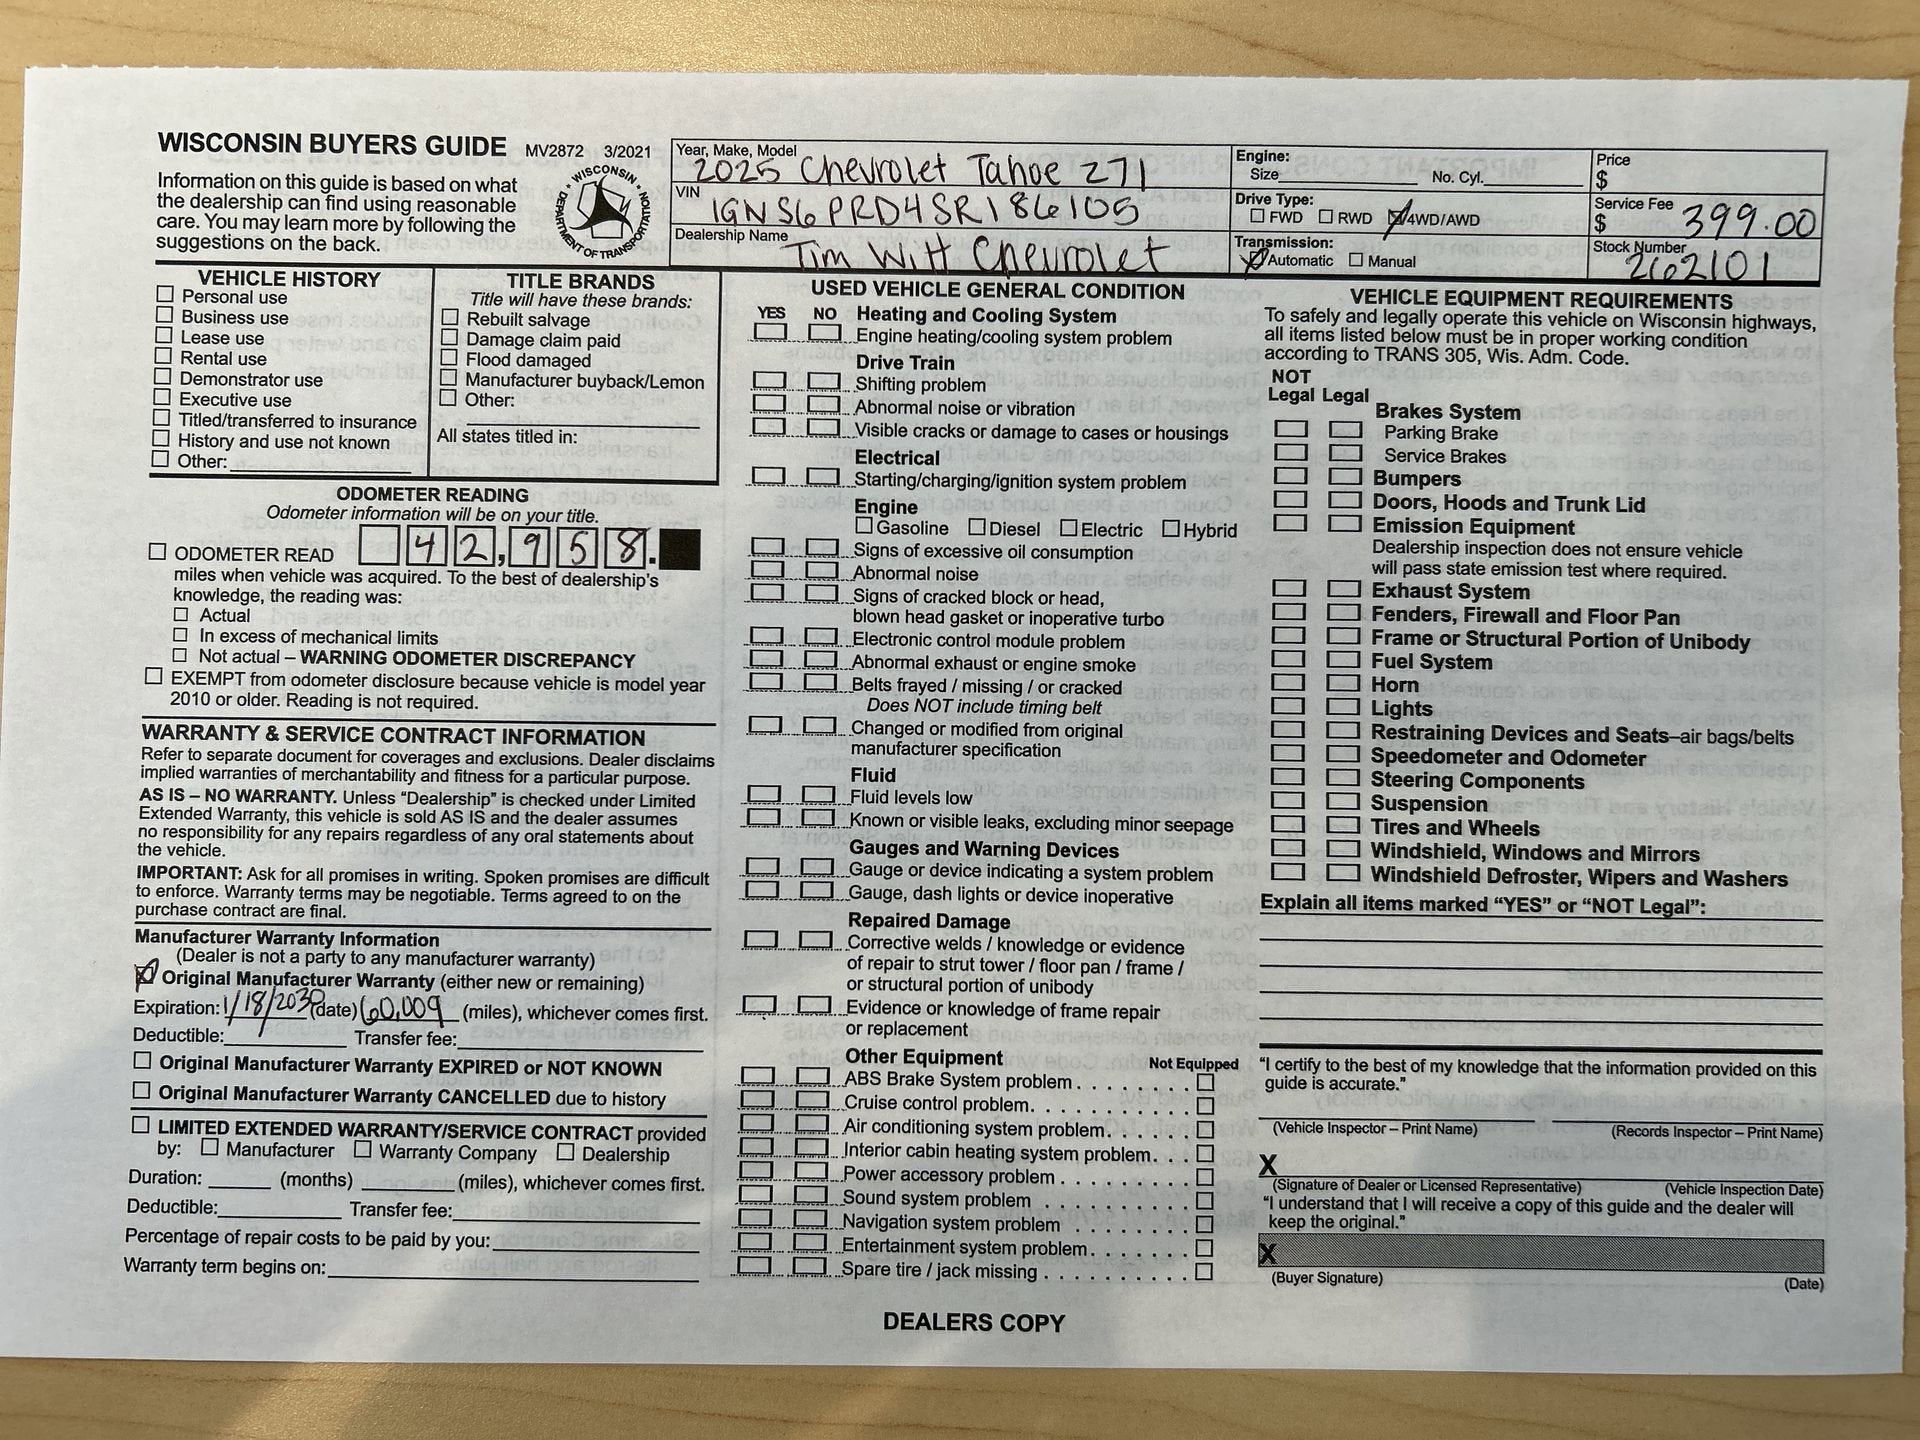 WISCONSIN BUYERS GUIDE MV2872 3/2021
Information on this guide is based on what
the dealership can find using reasonable
care. You may learn more by following the
suggestions on the back.
WISCONSIN DEPARTMENT OF TRANSPORTATION
Year, Make, Model
2025 Chevrolet Tahoe Z71
VIN
1GNS6PRD4SR186105
Dealership Name
Tim Witt Chevrolet
Engine:
Size No. Cyl.
Drive Type:
FWD RWD 4WD/AWD
Transmission:
Automatic Manual
Price
$
Service Fee
$ 399.00
Stock Number
262101
VEHICLE HISTORY
Personal use
Business use
Lease use
Rental use
Demonstrator use
Executive use
Titled/transferred to insurance
History and use not known
Other:
TITLE BRANDS
Title will have these brands:
Rebuilt salvage
Damage claim paid
Flood damaged
Manufacturer buyback/Lemon
Other:
All states titled in:
ODOMETER READING
Odometer information will be on your title.
ODOMETER READ 42,958.
miles when vehicle was acquired. To the best of dealership's
knowledge, the reading was:
Actual
In excess of mechanical limits
Not actual – WARNING ODOMETER DISCREPANCY
EXEMPT from odometer disclosure because vehicle is model year
2010 or older. Reading is not required.
WARRANTY & SERVICE CONTRACT INFORMATION
Refer to separate document for coverages and exclusions. Dealer disclaims
implied warranties of merchantability and fitness for a particular purpose.
AS IS – NO WARRANTY. Unless "Dealership" is checked under Limited
Extended Warranty, this vehicle is sold AS IS and the dealer assumes
no responsibility for any repairs regardless of any oral statements about
the vehicle.
IMPORTANT: Ask for all promises in writing. Spoken promises are difficult
to enforce. Warranty terms may be negotiable. Terms agreed to on the
purchase contract are final.
Manufacturer Warranty Information
(Dealer is not a party to any manufacturer warranty)
Original Manufacturer Warranty (either new or remaining)
Expiration: 1/18/2030 (date) 60,009 (miles), whichever comes first.
Deductible: Transfer fee:
Original Manufacturer Warranty EXPIRED or NOT KNOWN
Original Manufacturer Warranty CANCELLED due to history
LIMITED EXTENDED WARRANTY/SERVICE CONTRACT provided
by: Manufacturer Warranty Company Dealership
Duration: (months) (miles), whichever comes first.
Deductible: Transfer fee:
Percentage of repair costs to be paid by you:
Warranty term begins on:
USED VEHICLE GENERAL CONDITION
YES NO Heating and Cooling System
Engine heating/cooling system problem
Drive Train
Shifting problem
Abnormal noise or vibration
Visible cracks or damage to cases or housings
Electrical
Starting/charging/ignition system problem
Engine
Gasoline Diesel Electric Hybrid
Signs of excessive oil consumption
Abnormal noise
Signs of cracked block or head,
blown head gasket or inoperative turbo
Electronic control module problem
Abnormal exhaust or engine smoke
Belts frayed / missing / or cracked
Does NOT include timing belt
Changed or modified from original
manufacturer specification
Fluid
Fluid levels low
Known or visible leaks, excluding minor seepage
Gauges and Warning Devices
Gauge or device indicating a system problem
Gauge, dash lights or device inoperative
Repaired Damage
Corrective welds / knowledge or evidence
of repair to strut tower / floor pan / frame /
or structural portion of unibody
Evidence or knowledge of frame repair
or replacement
Other Equipment Not Equipped
ABS Brake System problem
Cruise control problem
Air conditioning system problem
Interior cabin heating system problem
Power accessory problem
Sound system problem
Navigation system problem
Entertainment system problem
Spare tire / jack missing
VEHICLE EQUIPMENT REQUIREMENTS
To safely and legally operate this vehicle on Wisconsin highways,
all items listed below must be in proper working condition
according to TRANS 305, Wis. Adm. Code.
NOT
Legal Legal
Brakes System
Parking Brake
Service Brakes
Bumpers
Doors, Hoods and Trunk Lid
Emission Equipment
Dealership inspection does not ensure vehicle
will pass state emission test where required.
Exhaust System
Fenders, Firewall and Floor Pan
Frame or Structural Portion of Unibody
Fuel System
Horn
Lights
Restraining Devices and Seats–air bags/belts
Speedometer and Odometer
Steering Components
Suspension
Tires and Wheels
Windshield, Windows and Mirrors
Windshield Defroster, Wipers and Washers
Explain all items marked "YES" or "NOT Legal":
"I certify to the best of my knowledge that the information provided on this
guide is accurate."
(Vehicle Inspector – Print Name) (Records Inspector – Print Name)
X
(Signature of Dealer or Licensed Representative) (Vehicle Inspection Date)
"I understand that I will receive a copy of this guide and the dealer will
keep the original."
X
(Buyer Signature) (Date)
DEALERS COPY